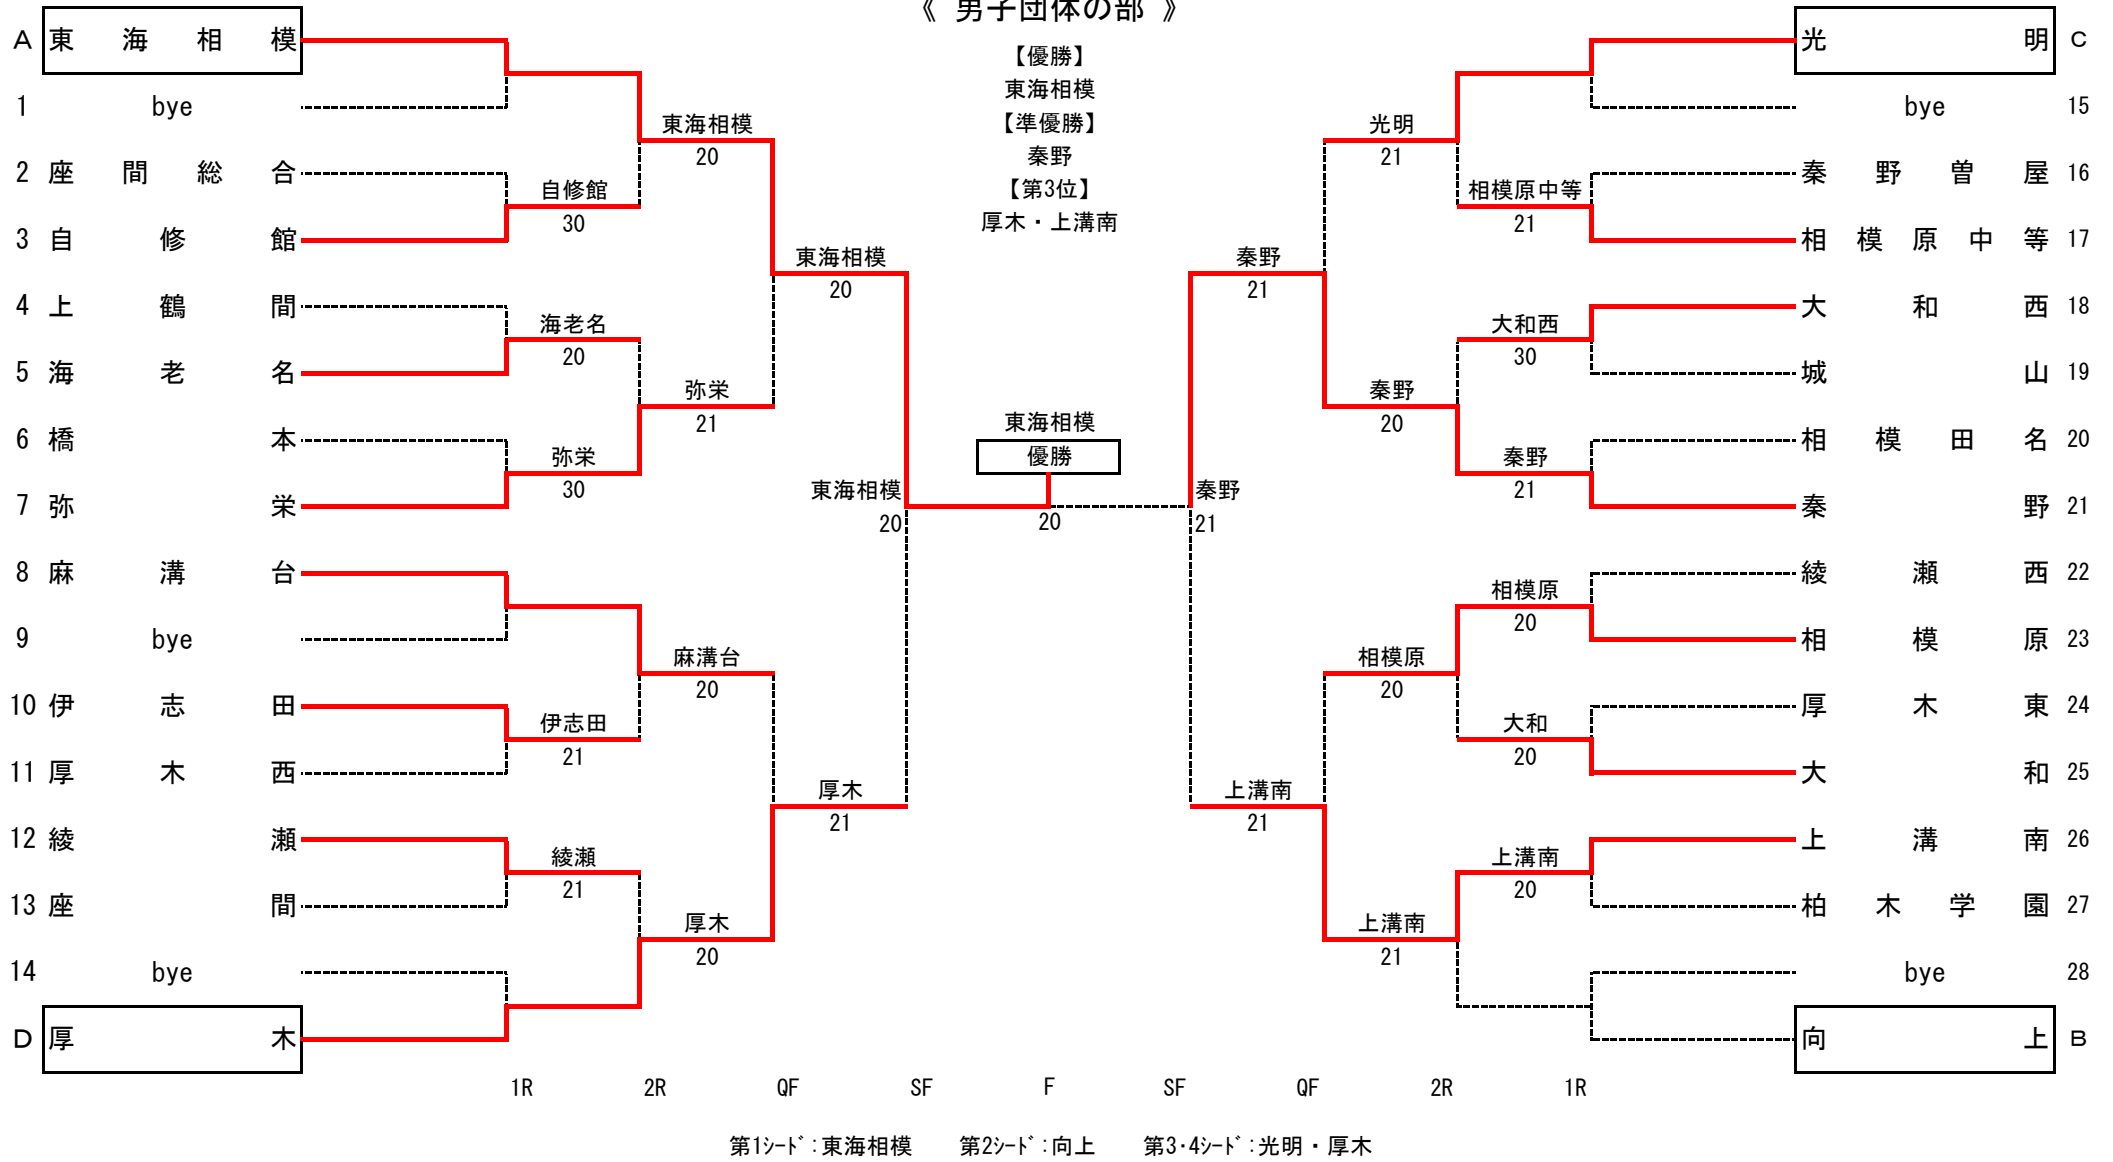 《 男子団体の部 》
【優勝】
東海相模
【準優勝】
秦野
【第3位】
厚木・上溝南
A 東海相模
1 bye
2 座間総合
3 自修館
4 上鶴間
5 海老名
6 橋本
7 弥栄
8 麻溝台
9 bye
10 伊志田
11 厚木西
12 綾瀬
13 座間
14 bye
D 厚木
自修館
30
海老名
20
弥栄
30
伊志田
21
綾瀬
21
東海相模
20
弥栄
21
麻溝台
20
厚木
20
東海相模
20
厚木
21
東海相模
20
東海相模
優勝
20
秦野
21
秦野
21
上溝南
21
光明
21
秦野
20
相模原
20
上溝南
21
相模原中等
21
大和西
30
秦野
21
相模原
20
大和
20
上溝南
20
光明 C
bye 15
秦野曽屋 16
相模原中等 17
大和西 18
城山 19
相模田名 20
秦野 21
綾瀬西 22
相模原 23
厚木東 24
大和 25
上溝南 26
柏木学園 27
bye 28
向上 B
1R 2R QF SF F SF QF 2R 1R
第1ｼｰﾄﾞ:東海相模 第2ｼｰﾄﾞ:向上 第3･4ｼｰﾄﾞ:光明・厚木